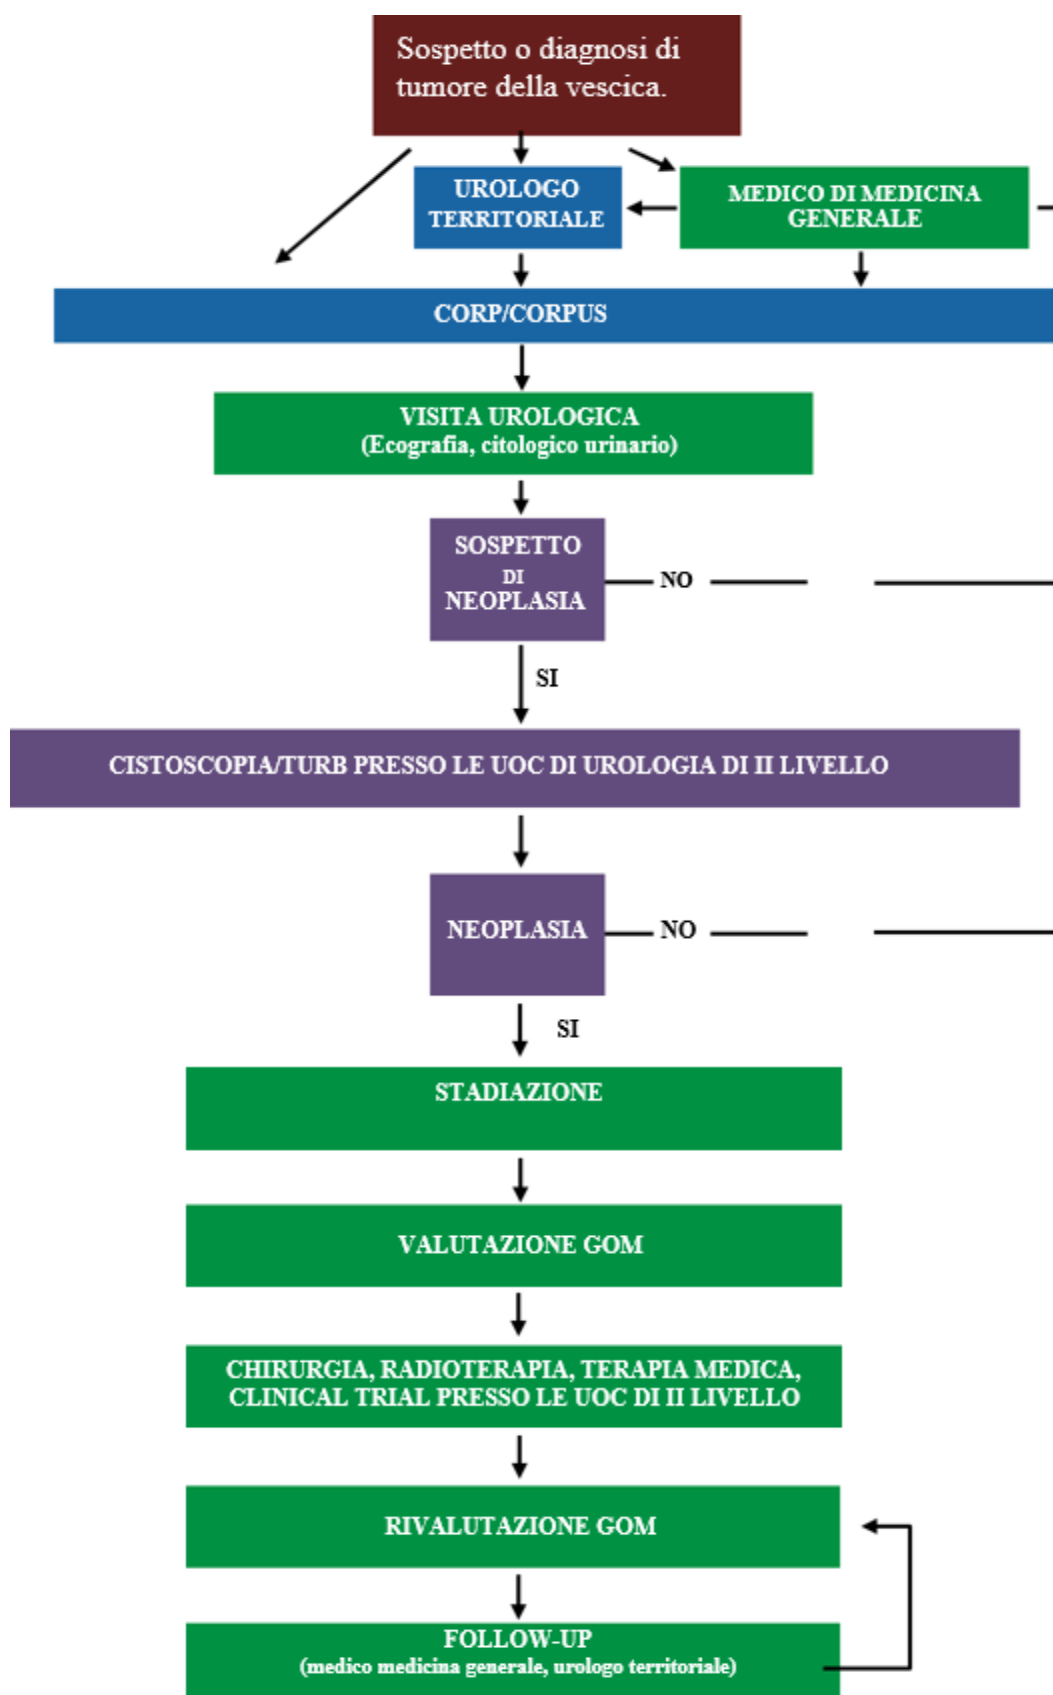 Sospetto o diagnosi di
tumore della vescica.
UROLOGO
TERRITORIALE
MEDICO DI MEDICINA
GENERALE
CORP/CORPUS
VISITA UROLOGICA
(Ecografia, citologico urinario)
SOSPETTO
DI
NEOPLASIA
NO
SI
CISTOSCOPIA/TURB PRESSO LE UOC DI UROLOGIA DI II LIVELLO
NEOPLASIA
NO
SI
STADIAZIONE
VALUTAZIONE GOM
CHIRURGIA, RADIOTERAPIA, TERAPIA MEDICA,
CLINICAL TRIAL PRESSO LE UOC DI II LIVELLO
RIVALUTAZIONE GOM
FOLLOW-UP
(medico medicina generale, urologo territoriale)